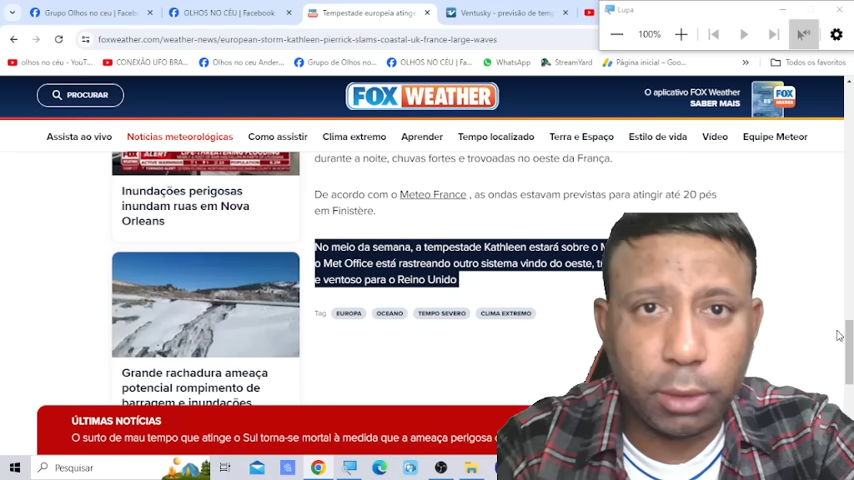 Grupo Olhos no céu | Faceb
OLHOS NO CÉU | Facebook
Tempestade europeia atinge
Ventusky - previsão de tem
Lupa
100%
foxweather.com/weather-news/european-storm-kathleen-pierrick-slams-coastal-uk-france-large-waves
olhos no céu - YouT...
CONEXÃO UFO BRA...
Olhos no ceu Ander...
Grupo de Olhos no...
OLHOS NO CÉU | Fa...
WhatsApp
StreamYard
Página inicial – Goo...
Todos os favoritos
PROCURAR
FOX WEATHER
O aplicativo FOX Weather
SABER MAIS
FOX
Assista ao vivo
Notícias meteorológicas
Como assistir
Clima extremo
Aprender
Tempo localizado
Terra e Espaço
Estilo de vida
Vídeo
Equipe Meteor
ALERT
durante a noite, chuvas fortes e trovoadas no oeste da França.
Inundações perigosas
inundam ruas em Nova
Orleans
De acordo com o Meteo France , as ondas estavam previstas para atingir até 20 pés
em Finistère.
No meio da semana, a tempestade Kathleen estará sobre o
o Met Office está rastreando outro sistema vindo do oeste,
e ventoso para o Reino Unido
Tag
EUROPA
OCEANO
TEMPO SEVERO
CLIMA EXTREMO
Grande rachadura ameaça
potencial rompimento de
barragem e inundações
ÚLTIMAS NOTÍCIAS
O surto de mau tempo que atinge o Sul torna-se mortal à medida que a ameaça perigosa
Pesquisar